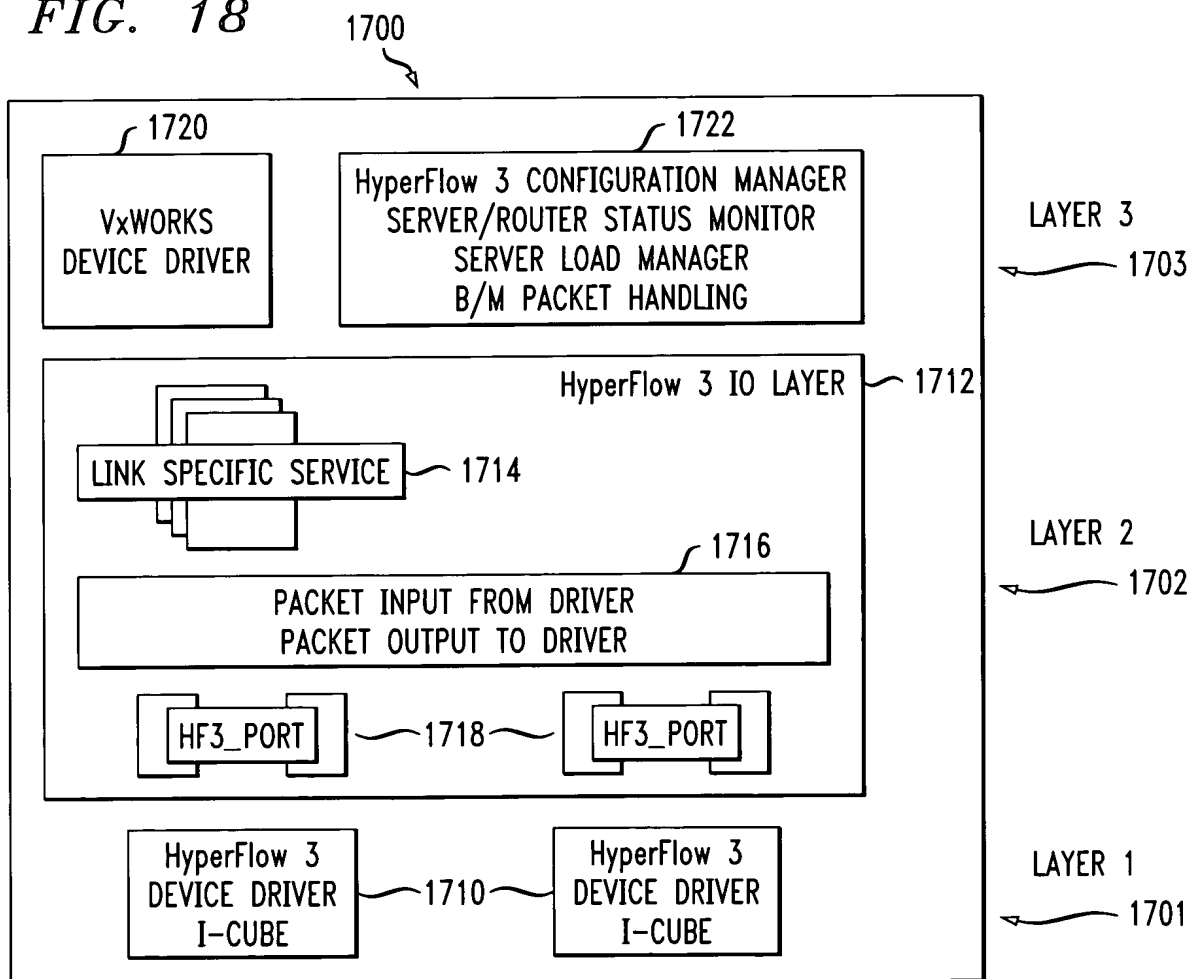 FIG. 18
1700
1720
1722
VxWORKS
DEVICE DRIVER
HyperFlow 3 CONFIGURATION MANAGER
SERVER/ROUTER STATUS MONITOR
SERVER LOAD MANAGER
B/M PACKET HANDLING
LAYER 3
1703
HyperFlow 3 IO LAYER
1712
LINK SPECIFIC SERVICE
1714
LAYER 2
1702
1716
PACKET INPUT FROM DRIVER
PACKET OUTPUT TO DRIVER
HF3_PORT
1718
HF3_PORT
HyperFlow 3
DEVICE DRIVER
I-CUBE
1710
HyperFlow 3
DEVICE DRIVER
I-CUBE
LAYER 1
1701